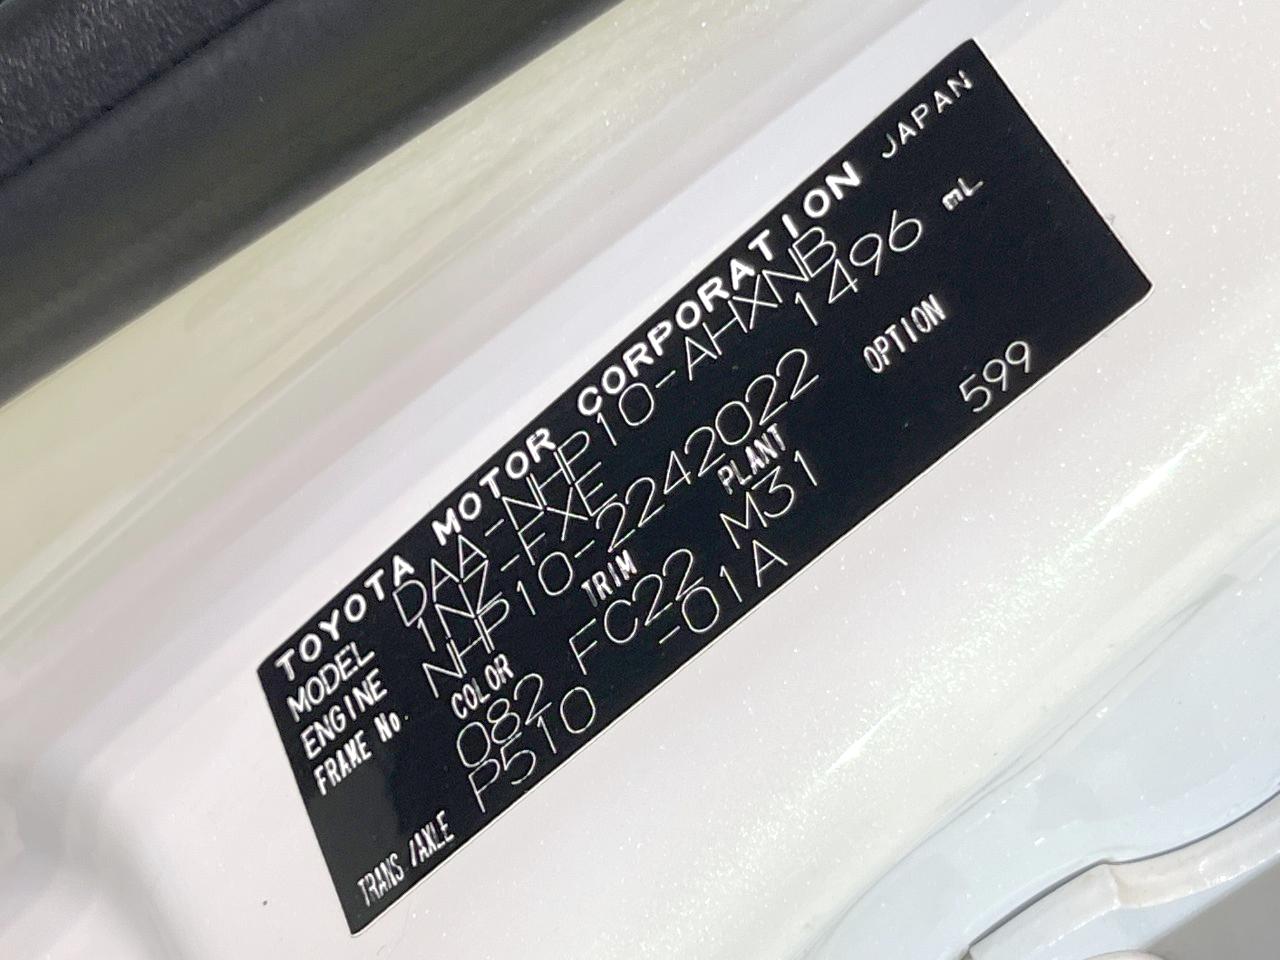 TOYOTA MOTOR CORPORATION JAPAN
MODEL DAA-NHP10-AHXNB
ENGINE 1NZ-FXE 1496 mL
FRAME No. NHP10-2242022
COLOR TRIM PLANT OPTION
082 FC22 M31 599
TRANS/AXLE P510 -01A